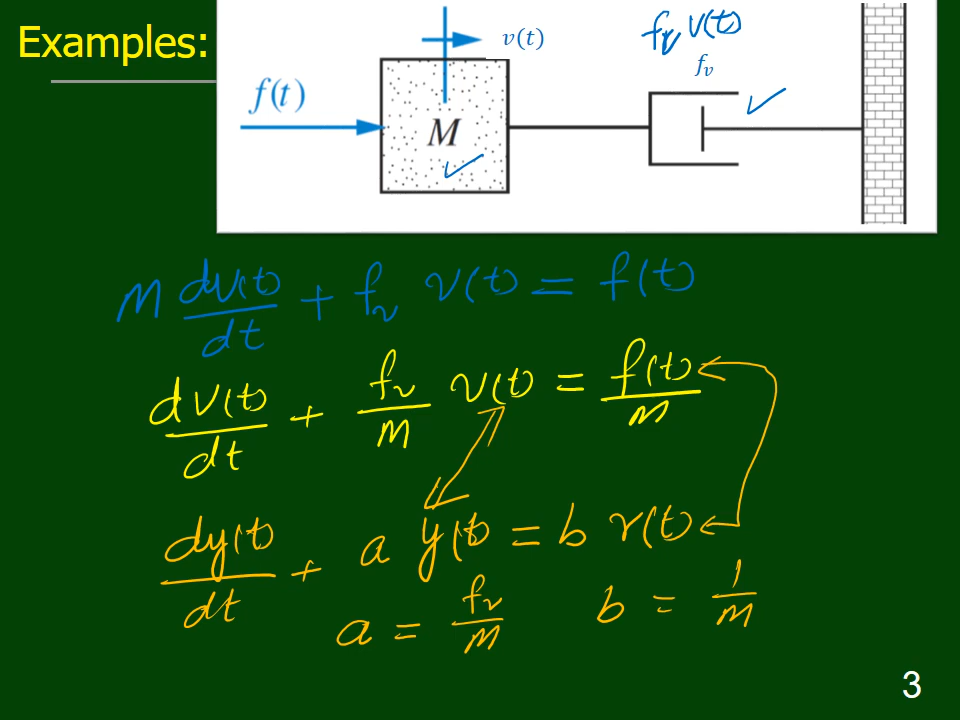 Examples:
v(t)
f_v v(t)
f_v
f(t)
M
M dv(t)/dt + f_v v(t) = f(t)
dv(t)/dt + f_v/M v(t) = f(t)/M
dy(t)/dt + a y(t) = b r(t)
a = f_v/M b = 1/M
3